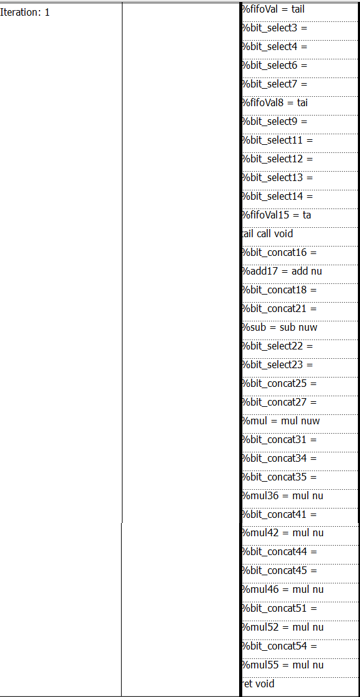 Iteration: 1
%fifoVal = tail
%bit_select3 =
%bit_select4 =
%bit_select6 =
%bit_select7 =
%fifoVal8 = tai
%bit_select9 =
%bit_select11 =
%bit_select12 =
%bit_select13 =
%bit_select14 =
%fifoVal15 = ta
tail call void
%bit_concat16 =
%add17 = add nu
%bit_concat18 =
%bit_concat21 =
%sub = sub nuw
%bit_select22 =
%bit_select23 =
%bit_concat25 =
%bit_concat27 =
%mul = mul nuw
%bit_concat31 =
%bit_concat34 =
%bit_concat35 =
%mul36 = mul nu
%bit_concat41 =
%mul42 = mul nu
%bit_concat44 =
%bit_concat45 =
%mul46 = mul nu
%bit_concat51 =
%mul52 = mul nu
%bit_concat54 =
%mul55 = mul nu
ret void